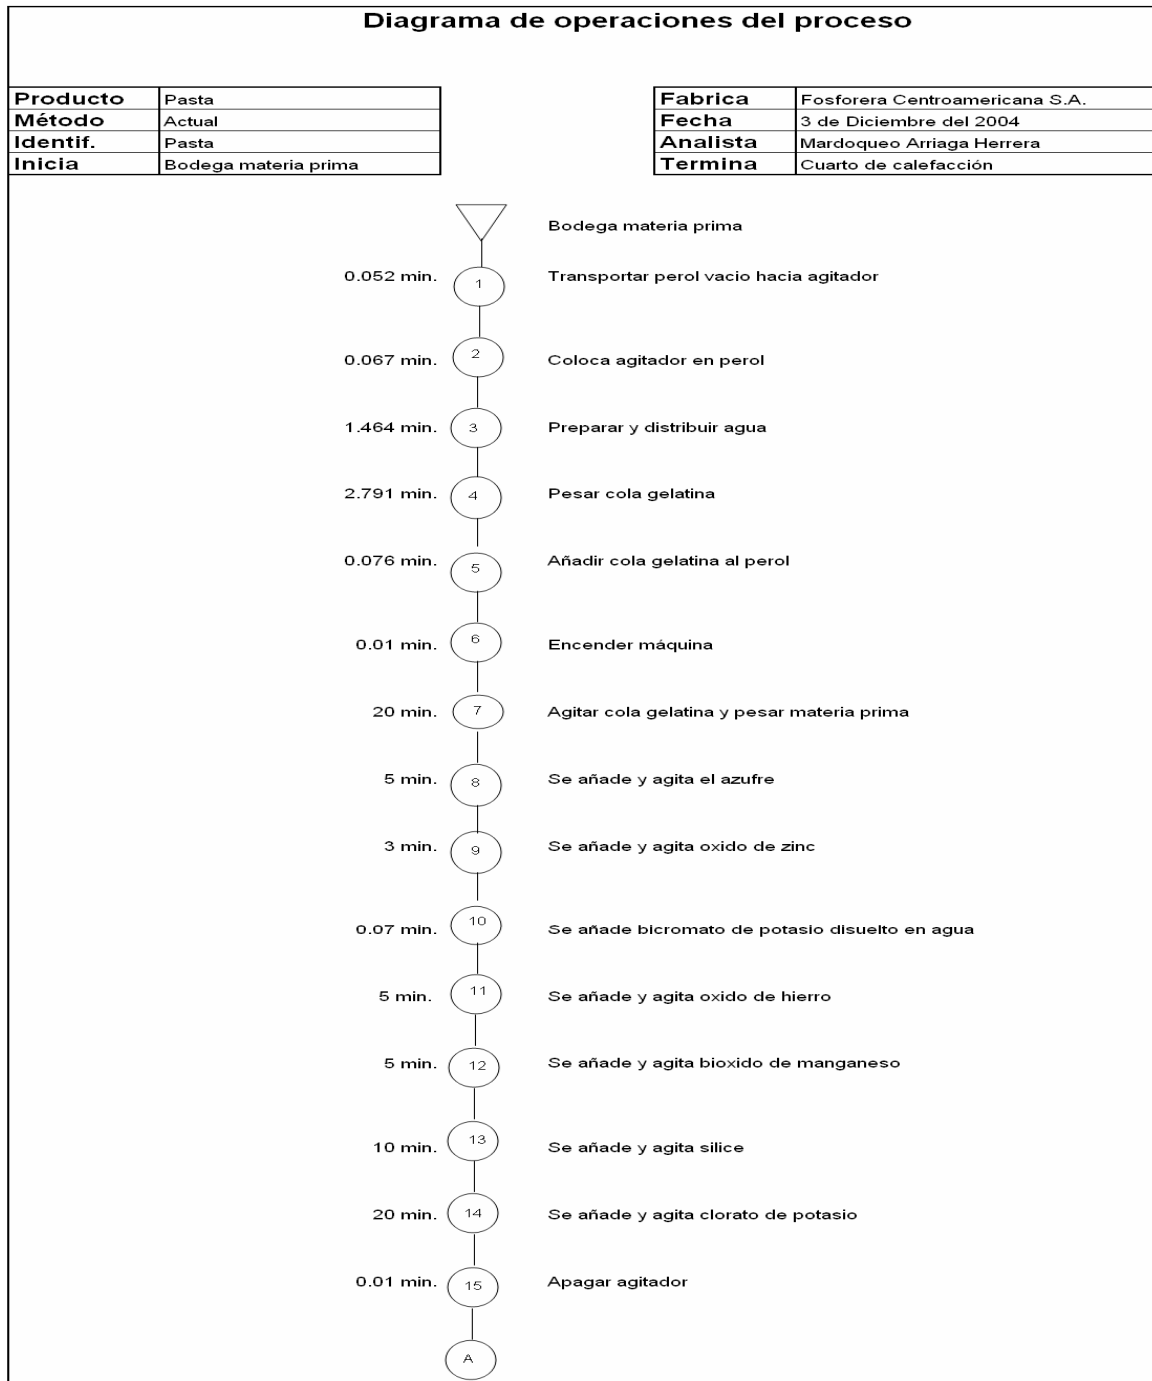 Diagrama de operaciones del proceso
Producto Pasta
Método Actual
Identif. Pasta
Inicia Bodega materia prima
Fabrica Fosforera Centroamericana S.A.
Fecha 3 de Diciembre del 2004
Analista Mardoqueo Arriaga Herrera
Termina Cuarto de calefacción
Bodega materia prima
0.052 min. 1 Transportar perol vacio hacia agitador
0.067 min. 2 Coloca agitador en perol
1.464 min. 3 Preparar y distribuir agua
2.791 min. 4 Pesar cola gelatina
0.076 min. 5 Añadir cola gelatina al perol
0.01 min. 6 Encender máquina
20 min. 7 Agitar cola gelatina y pesar materia prima
5 min. 8 Se añade y agita el azufre
3 min. 9 Se añade y agita oxido de zinc
0.07 min. 10 Se añade bicromato de potasio disuelto en agua
5 min. 11 Se añade y agita oxido de hierro
5 min. 12 Se añade y agita bioxido de manganeso
10 min. 13 Se añade y agita silice
20 min. 14 Se añade y agita clorato de potasio
0.01 min. 15 Apagar agitador
A